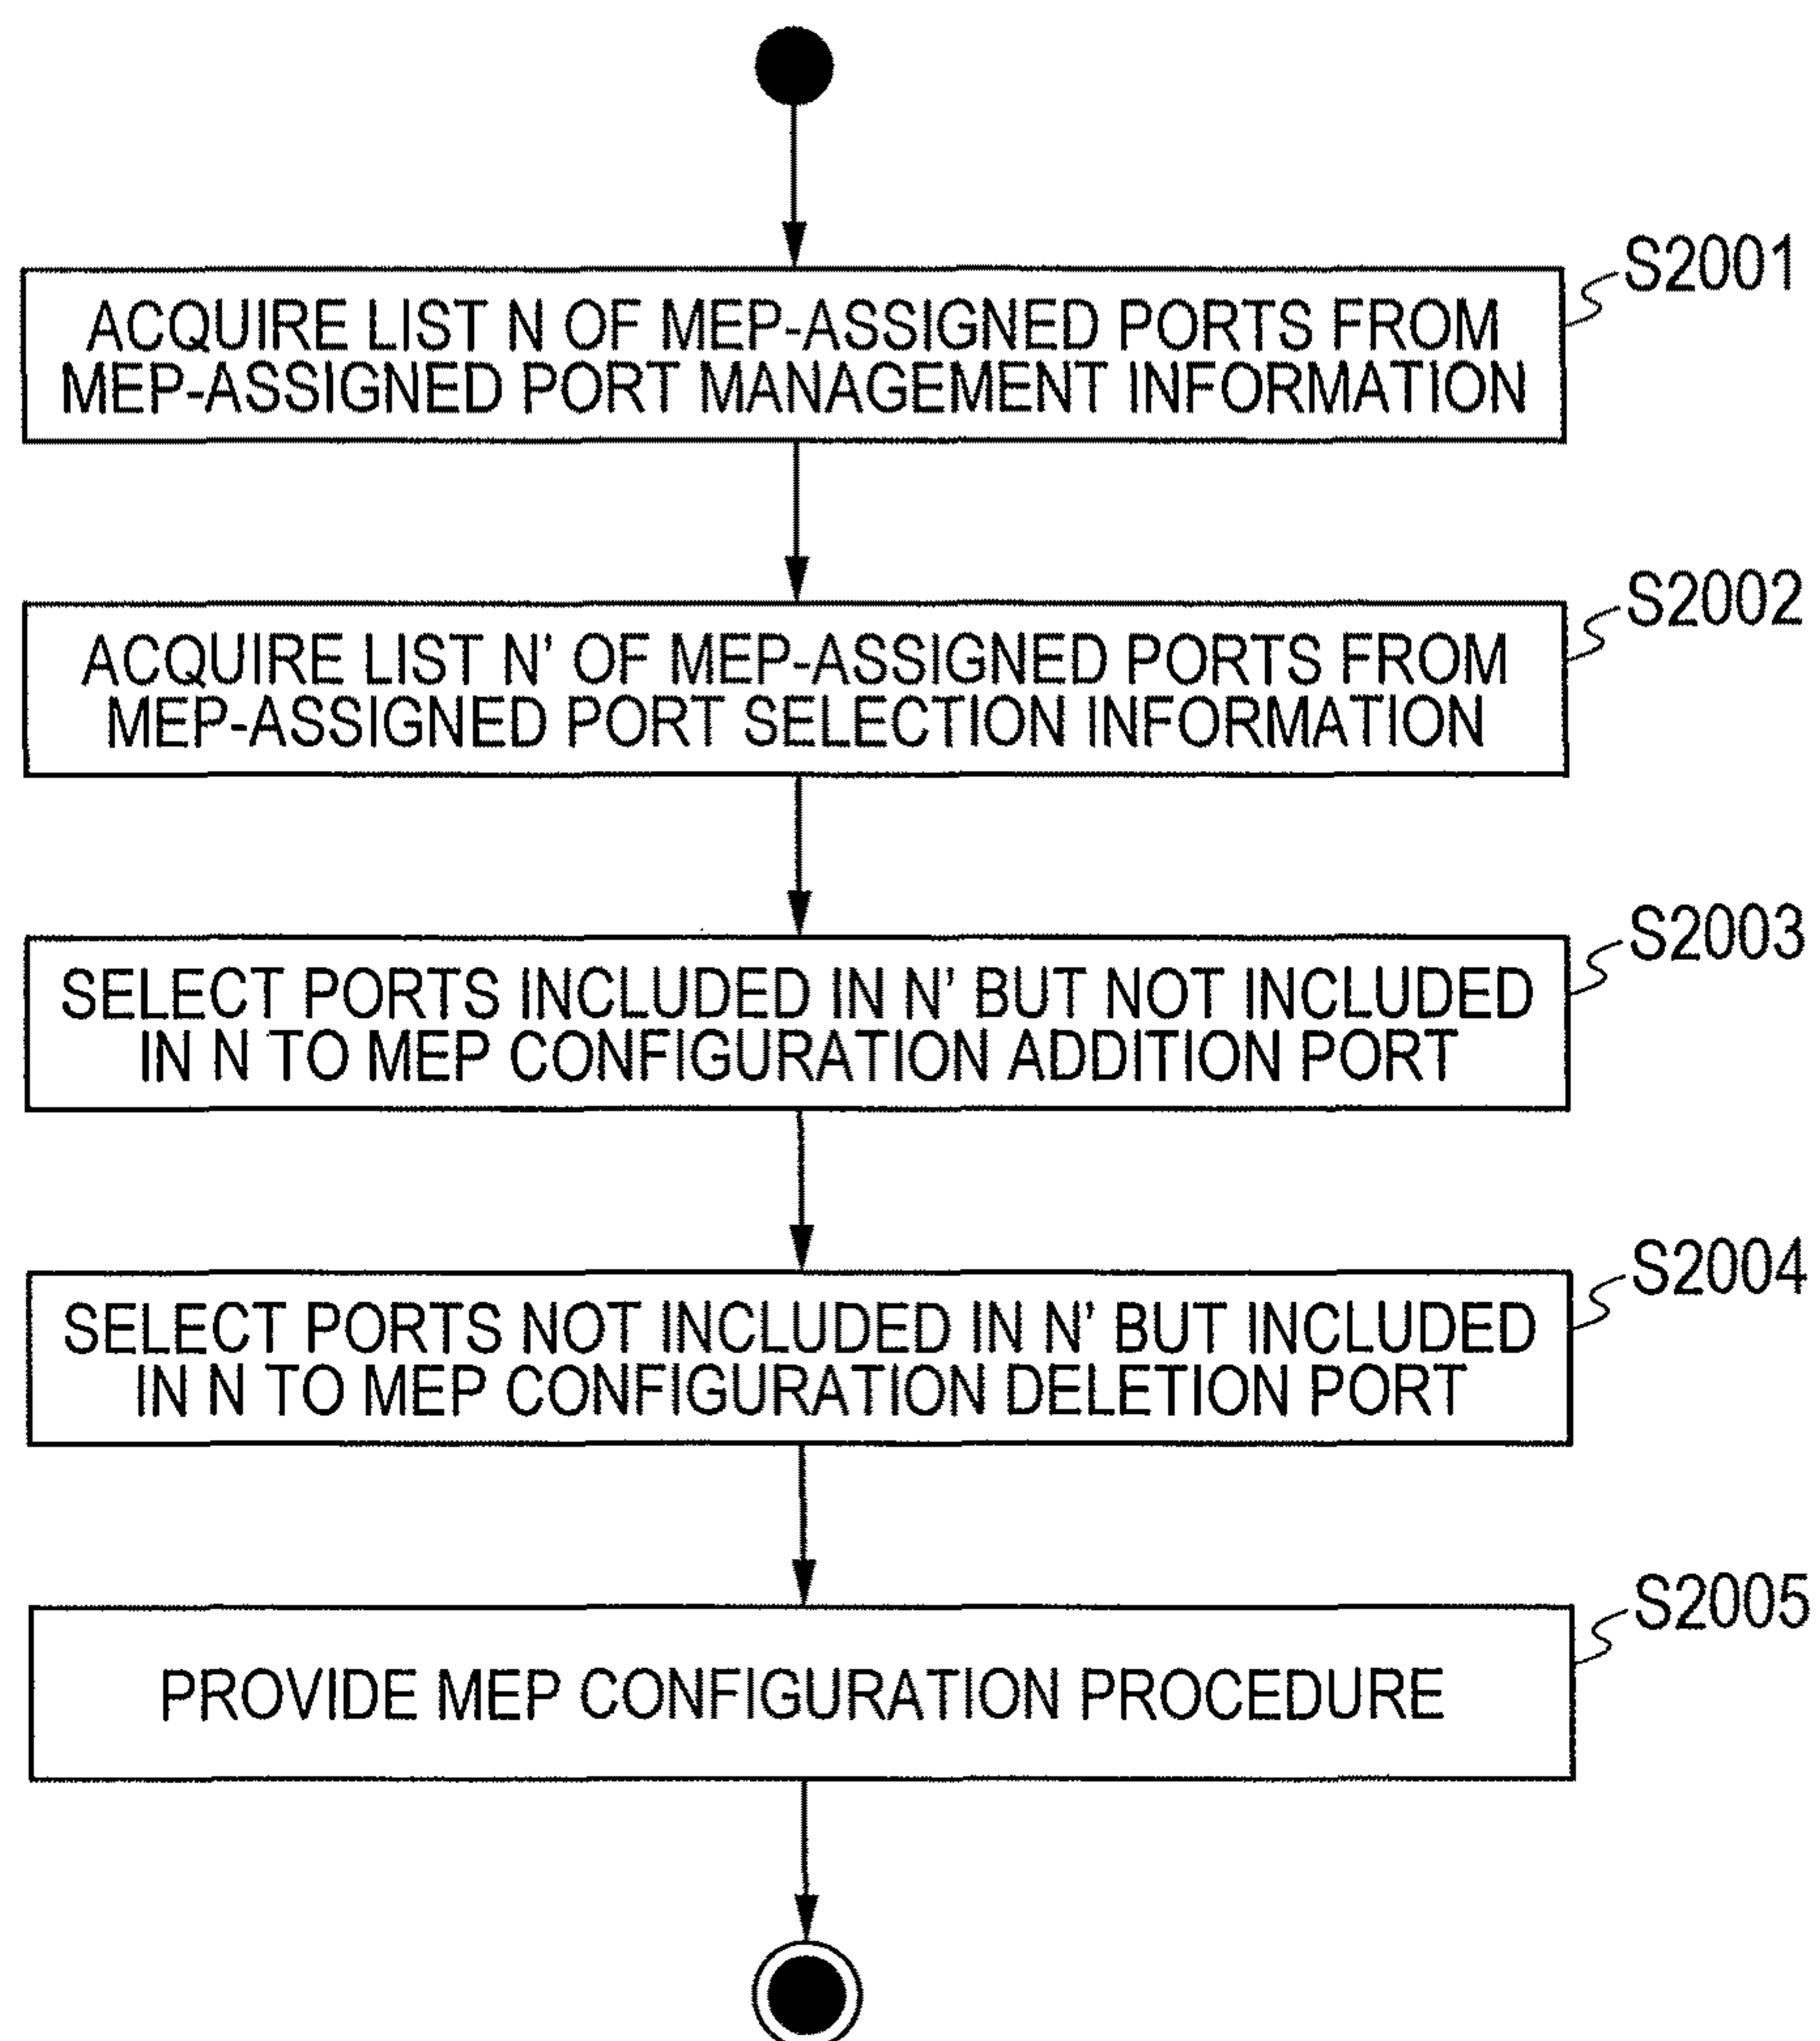 S2001
ACQUIRE LIST N OF MEP-ASSIGNED PORTS FROM
MEP-ASSIGNED PORT MANAGEMENT INFORMATION
S2002
ACQUIRE LIST N' OF MEP-ASSIGNED PORTS FROM
MEP-ASSIGNED PORT SELECTION INFORMATION
S2003
SELECT PORTS INCLUDED IN N' BUT NOT INCLUDED
IN N TO MEP CONFIGURATION ADDITION PORT
S2004
SELECT PORTS NOT INCLUDED IN N' BUT INCLUDED
IN N TO MEP CONFIGURATION DELETION PORT
S2005
PROVIDE MEP CONFIGURATION PROCEDURE